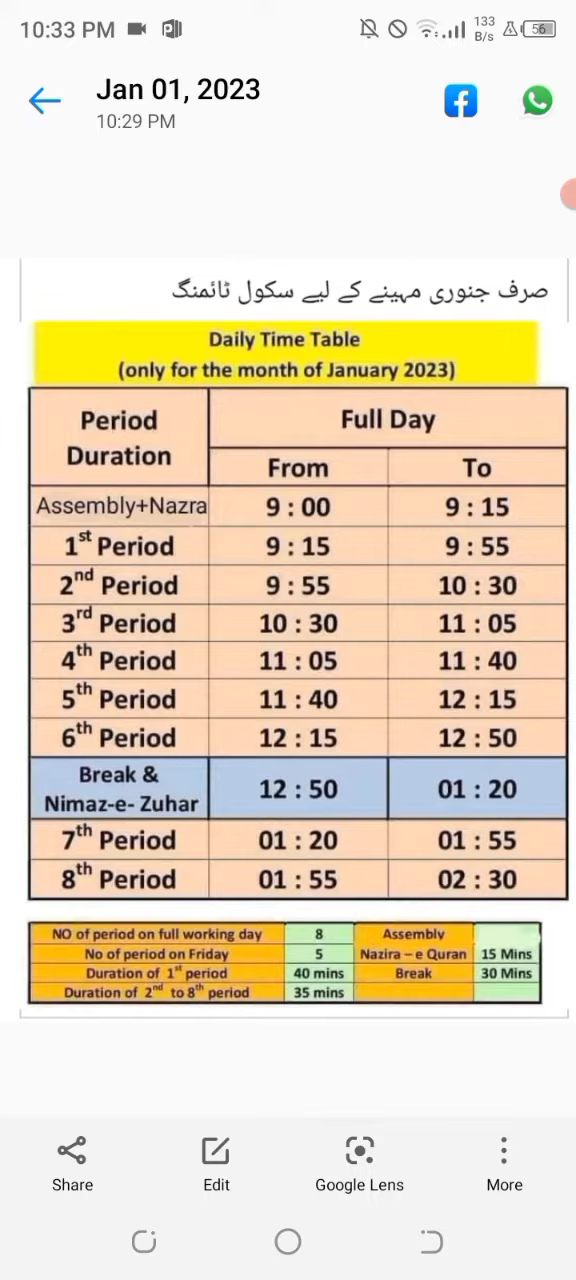 10:33 PM
133 B/s
56
Jan 01, 2023
10:29 PM
صرف جنوری مہینے کے لیے سکول ٹائمنگ
Daily Time Table
(only for the month of January 2023)
Period Duration Full Day
From To
Assembly+Nazra 9 : 00 9 : 15
1st Period 9 : 15 9 : 55
2nd Period 9 : 55 10 : 30
3rd Period 10 : 30 11 : 05
4th Period 11 : 05 11 : 40
5th Period 11 : 40 12 : 15
6th Period 12 : 15 12 : 50
Break & Nimaz-e- Zuhar 12 : 50 01 : 20
7th Period 01 : 20 01 : 55
8th Period 01 : 55 02 : 30
NO of period on full working day 8 Assembly
No of period on Friday 5 Nazira – e Quran 15 Mins
Duration of 1st period 40 mins Break 30 Mins
Duration of 2nd to 8th period 35 mins
Share Edit Google Lens More